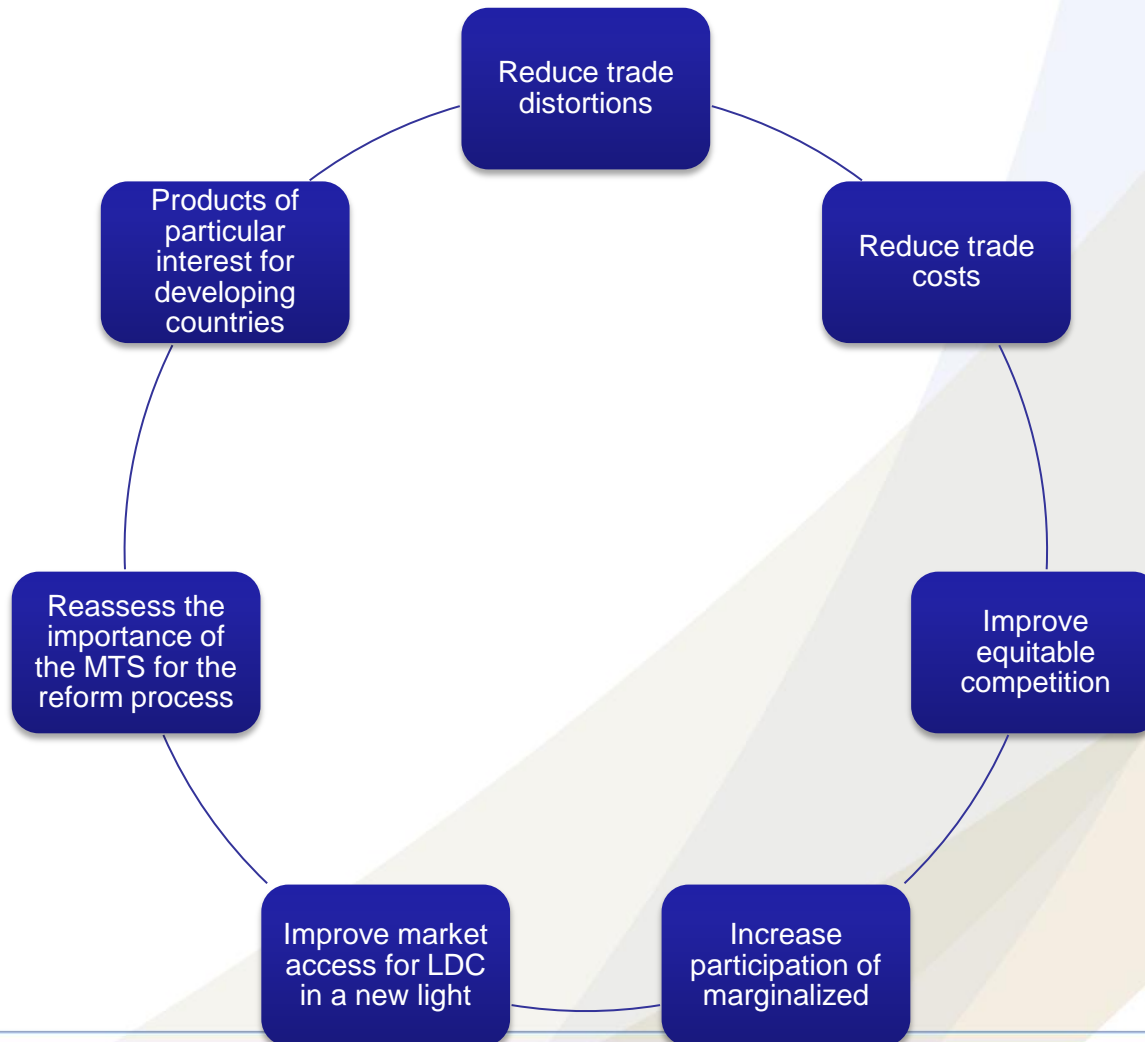 Reduce trade
distortions
Reduce trade
costs
Improve
equitable
competition
Increase
participation of
marginalized
Improve market
access for LDC
in a new light
Reassess the
importance of
the MTS for the
reform process
Products of
particular
interest for
developing
countries